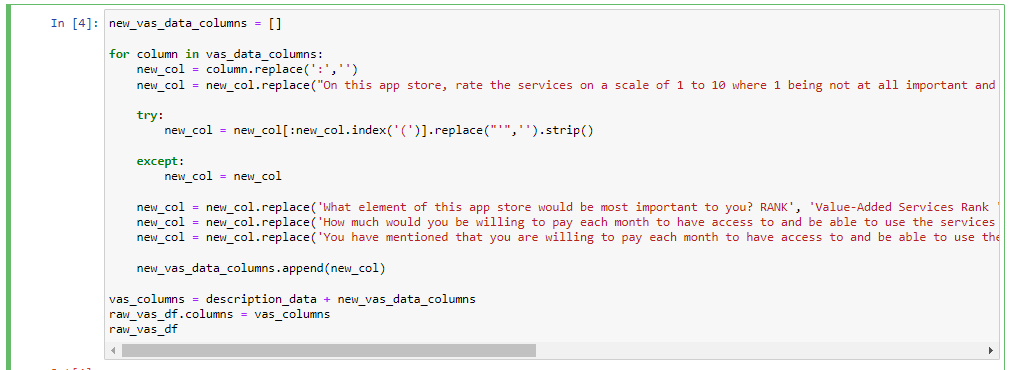 In [4]: new_vas_data_columns = []
for column in vas_data_columns:
new_col = column.replace(':','')
new_col = new_col.replace("On this app store, rate the services on a scale of 1 to 10 where 1 being not at all important and
try:
new_col = new_col[:new_col.index('(')].replace("'",'').strip()
except:
new_col = new_col
new_col = new_col.replace('What element of this app store would be most important to you? RANK', 'Value-Added Services Rank '
new_col = new_col.replace('How much would you be willing to pay each month to have access to and be able to use the services
new_col = new_col.replace('You have mentioned that you are willing to pay each month to have access to and be able to use the
new_vas_data_columns.append(new_col)
vas_columns = description_data + new_vas_data_columns
raw_vas_df.columns = vas_columns
raw_vas_df